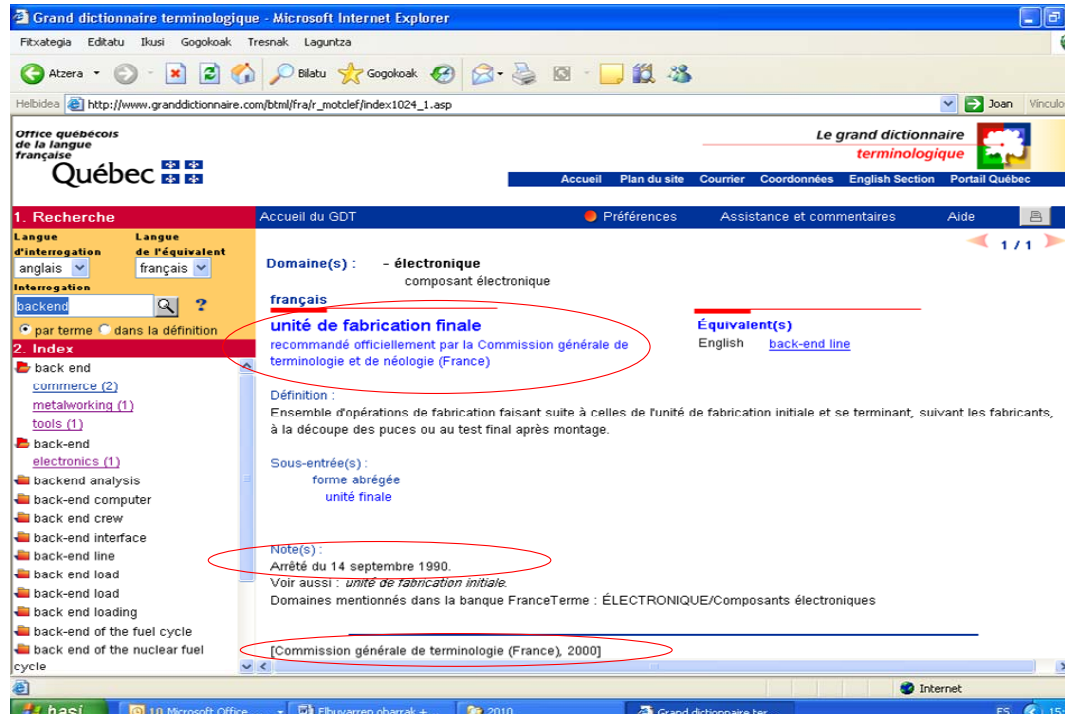 Grand dictionnaire terminologique - Microsoft Internet Explorer
Fitxategia Editatu Ikusi Gogokoak Tresnak Laguntza
Atzera Bilatu Gogokoak
Helbidea http://www.granddictionnaire.com/btml/fra/r_motclef/index1024_1.asp Joan Vínculo
Office québécois
de la langue
française
Québec
Le grand dictionnaire
terminologique
Accueil Plan du site Courrier Coordonnées English Section Portail Québec
1. Recherche
Accueil du GDT Préférences Assistance et commentaires Aide
Langue d'interrogation
Langue de l'équivalent
anglais français
Interrogation
backend ?
par terme dans la définition
2. Index
back end
commerce (2)
metalworking (1)
tools (1)
back-end
electronics (1)
backend analysis
back-end computer
back end crew
back-end interface
back-end line
back end load
back-end load
back end loading
back-end of the fuel cycle
back end of the nuclear fuel
cycle
1 / 1
Domaine(s) : - électronique
composant électronique
français
unité de fabrication finale
recommandé officiellement par la Commission générale de
terminologie et de néologie (France)
Équivalent(s)
English back-end line
Définition :
Ensemble d'opérations de fabrication faisant suite à celles de l'unité de fabrication initiale et se terminant, suivant les fabricants,
à la découpe des puces ou au test final après montage.
Sous-entrée(s) :
forme abrégée
unité finale
Note(s) :
Arrêté du 14 septembre 1990.
Voir aussi : unité de fabrication initiale.
Domaines mentionnés dans la banque FranceTerme : ÉLECTRONIQUE/Composants électroniques
[Commission générale de terminologie (France), 2000]
Internet
hasi 10 Microsoft Office Elhuyarren oharrak + 2010 Grand dictionnaire ter... ES 15: